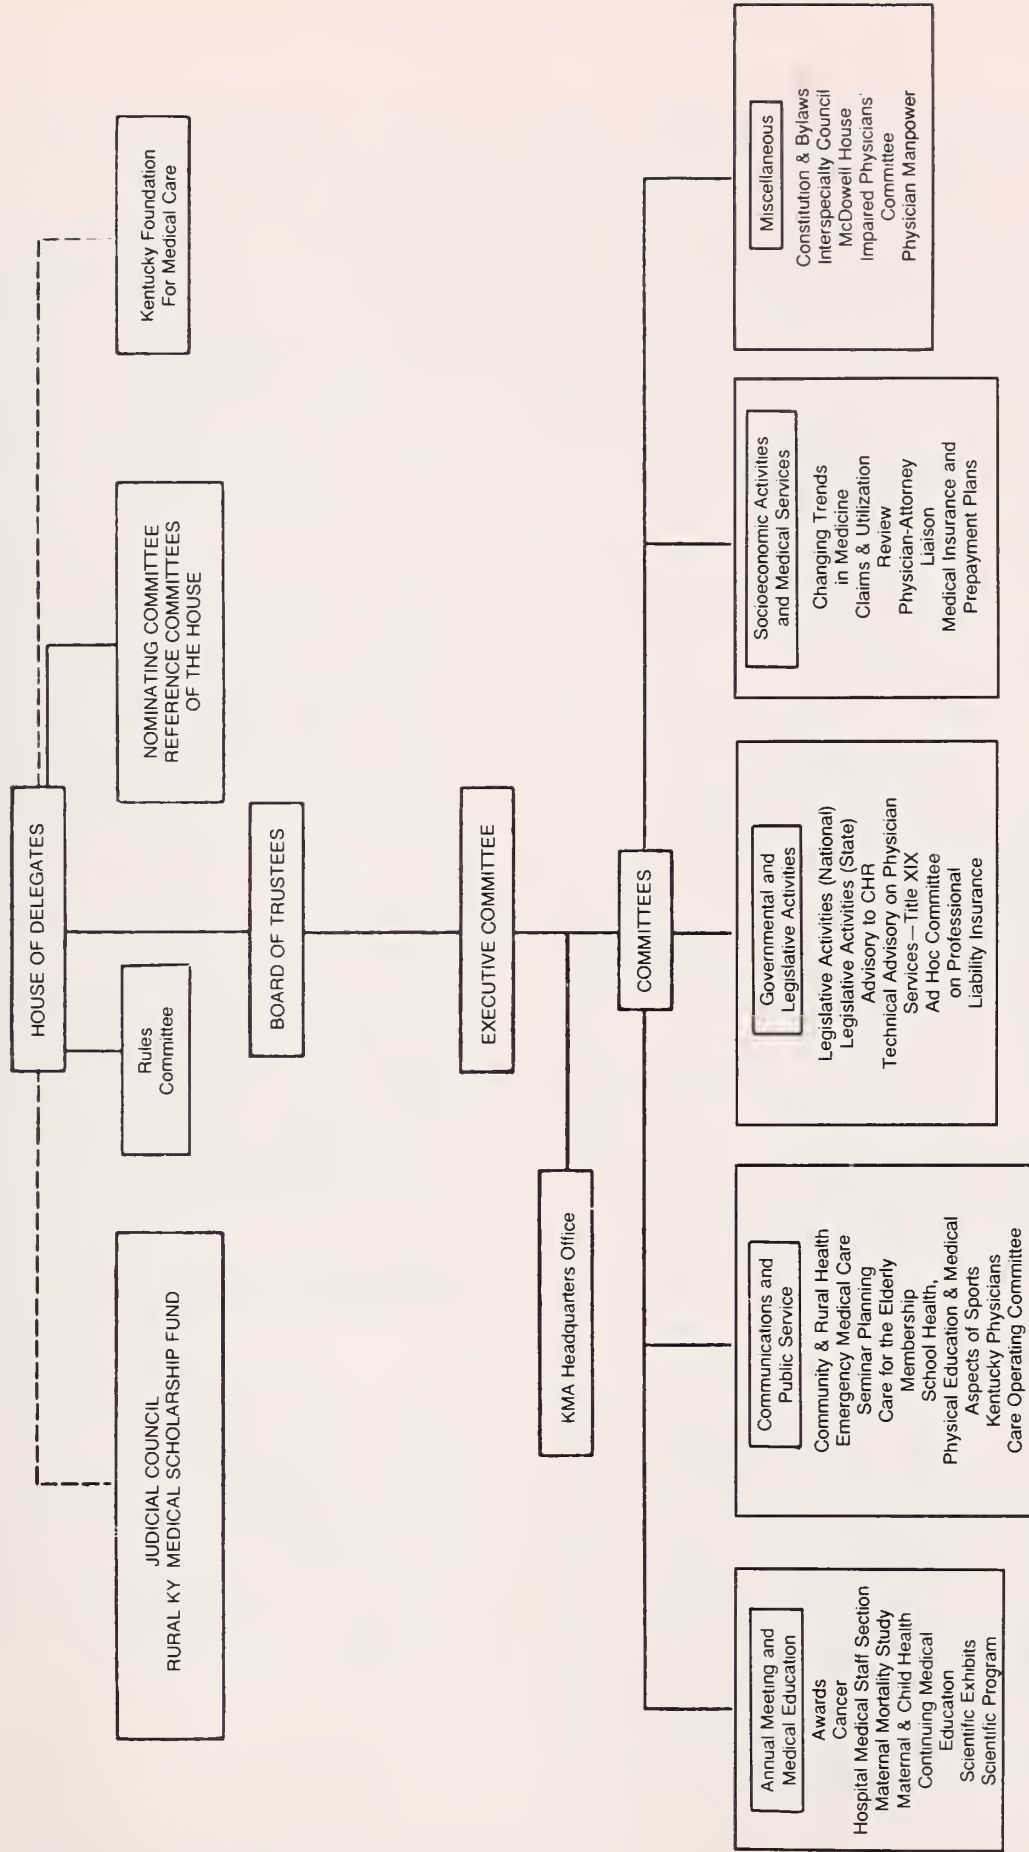 HOUSE OF DELEGATES
JUDICIAL COUNCIL
RURAL KY MEDICAL SCHOLARSHIP FUND
Rules
Committee
NOMINATING COMMITTEE
REFERENCE COMMITTEES
OF THE HOUSE
Kentucky Foundation
For Medical Care
BOARD OF TRUSTEES
EXECUTIVE COMMITTEE
KMA Headquarters Office
COMMITTEES
Annual Meeting and
Medical Education
Awards
Cancer
Hospital Medical Staff Section
Maternal Mortality Study
Maternal & Child Health
Continuing Medical
Education
Scientific Exhibits
Scientific Program
Communications and
Public Service
Community & Rural Health
Emergency Medical Care
Seminar Planning
Care for the Elderly
Membership
School Health,
Physical Education & Medical
Aspects of Sports
Kentucky Physicians
Care Operating Committee
Governmental and
Legislative Activities
Legislative Activities (National)
Legislative Activities (State)
Advisory to CHR
Technical Advisory on Physician
Services—Title XIX
Ad Hoc Committee
on Professional
Liability Insurance
Socioeconomic Activities
and Medical Services
Changing Trends
in Medicine
Claims & Utilization
Review
Physician-Attorney
Liaison
Medical Insurance and
Prepayment Plans
Miscellaneous
Constitution & Bylaws
Interspecialty Council
McDowell House
Impaired Physicians'
Committee
Physician Manpower